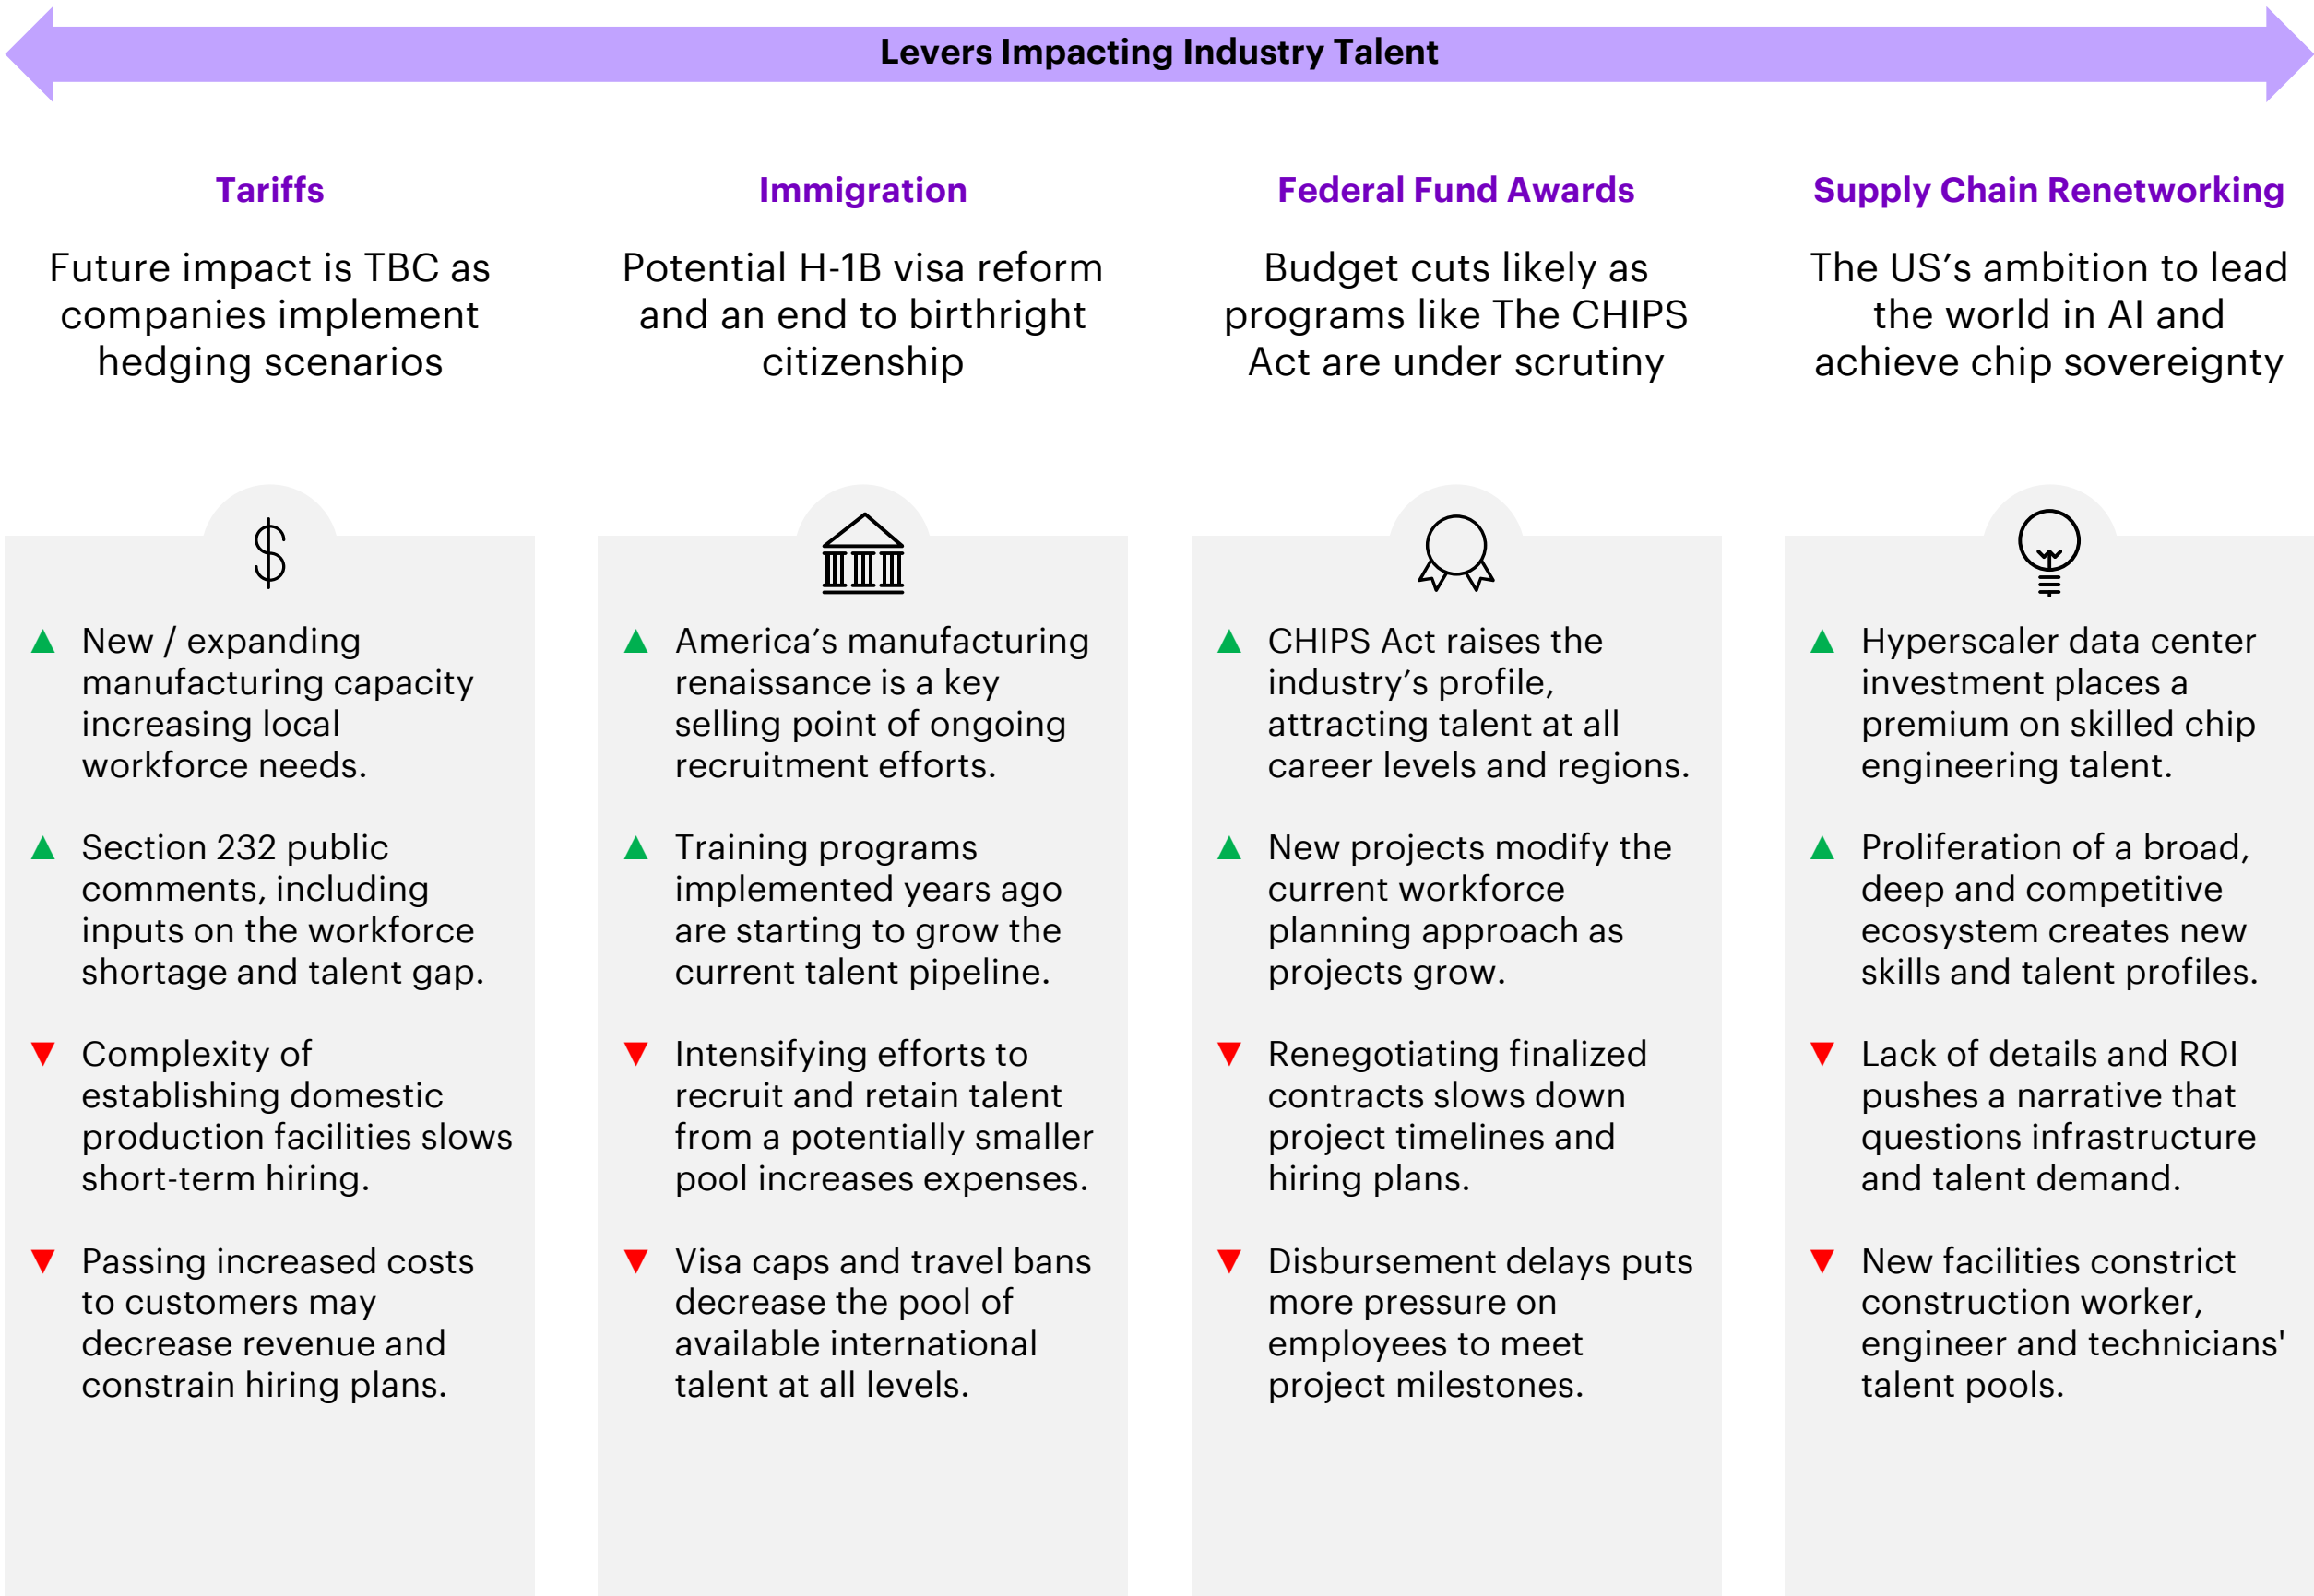 Levers Impacting Industry Talent
Tariffs
Future impact is TBC as
companies implement
hedging scenarios
▲ New / expanding
manufacturing capacity
increasing local
workforce needs.
▲ Section 232 public
comments, including
inputs on the workforce
shortage and talent gap.
▼ Complexity of
establishing domestic
production facilities slows
short-term hiring.
▼ Passing increased costs
to customers may
decrease revenue and
constrain hiring plans.
Immigration
Potential H-1B visa reform
and an end to birthright
citizenship
▲ America’s manufacturing
renaissance is a key
selling point of ongoing
recruitment efforts.
▲ Training programs
implemented years ago
are starting to grow the
current talent pipeline.
▼ Intensifying efforts to
recruit and retain talent
from a potentially smaller
pool increases expenses.
▼ Visa caps and travel bans
decrease the pool of
available international
talent at all levels.
Federal Fund Awards
Budget cuts likely as
programs like The CHIPS
Act are under scrutiny
▲ CHIPS Act raises the
industry’s profile,
attracting talent at all
career levels and regions.
▲ New projects modify the
current workforce
planning approach as
projects grow.
▼ Renegotiating finalized
contracts slows down
project timelines and
hiring plans.
▼ Disbursement delays puts
more pressure on
employees to meet
project milestones.
Supply Chain Renetworking
The US’s ambition to lead
the world in AI and
achieve chip sovereignty
▲ Hyperscaler data center
investment places a
premium on skilled chip
engineering talent.
▲ Proliferation of a broad,
deep and competitive
ecosystem creates new
skills and talent profiles.
▼ Lack of details and ROI
pushes a narrative that
questions infrastructure
and talent demand.
▼ New facilities constrict
construction worker,
engineer and technicians'
talent pools.